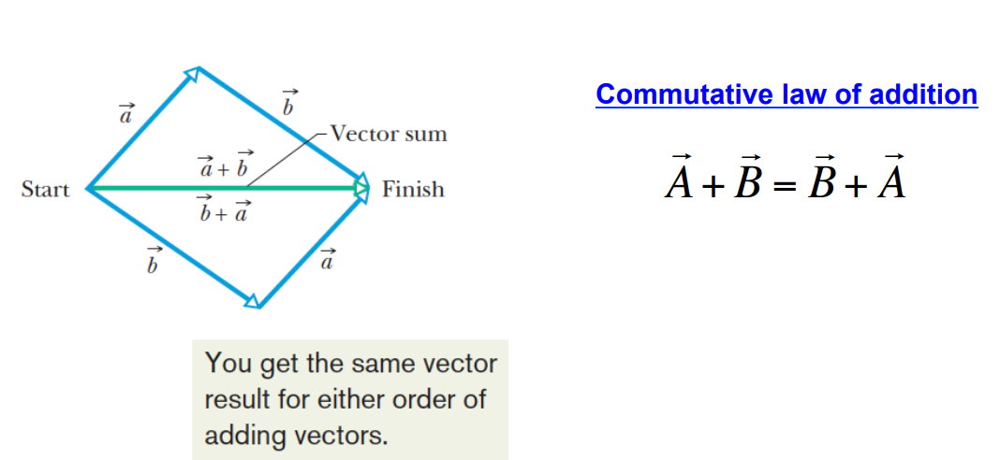 a⃗
b⃗
Vector sum
a⃗ + b⃗
Start
Finish
b⃗ + a⃗
b⃗
a⃗
You get the same vector
result for either order of
adding vectors.
Commutative law of addition
A⃗ + B⃗ = B⃗ + A⃗